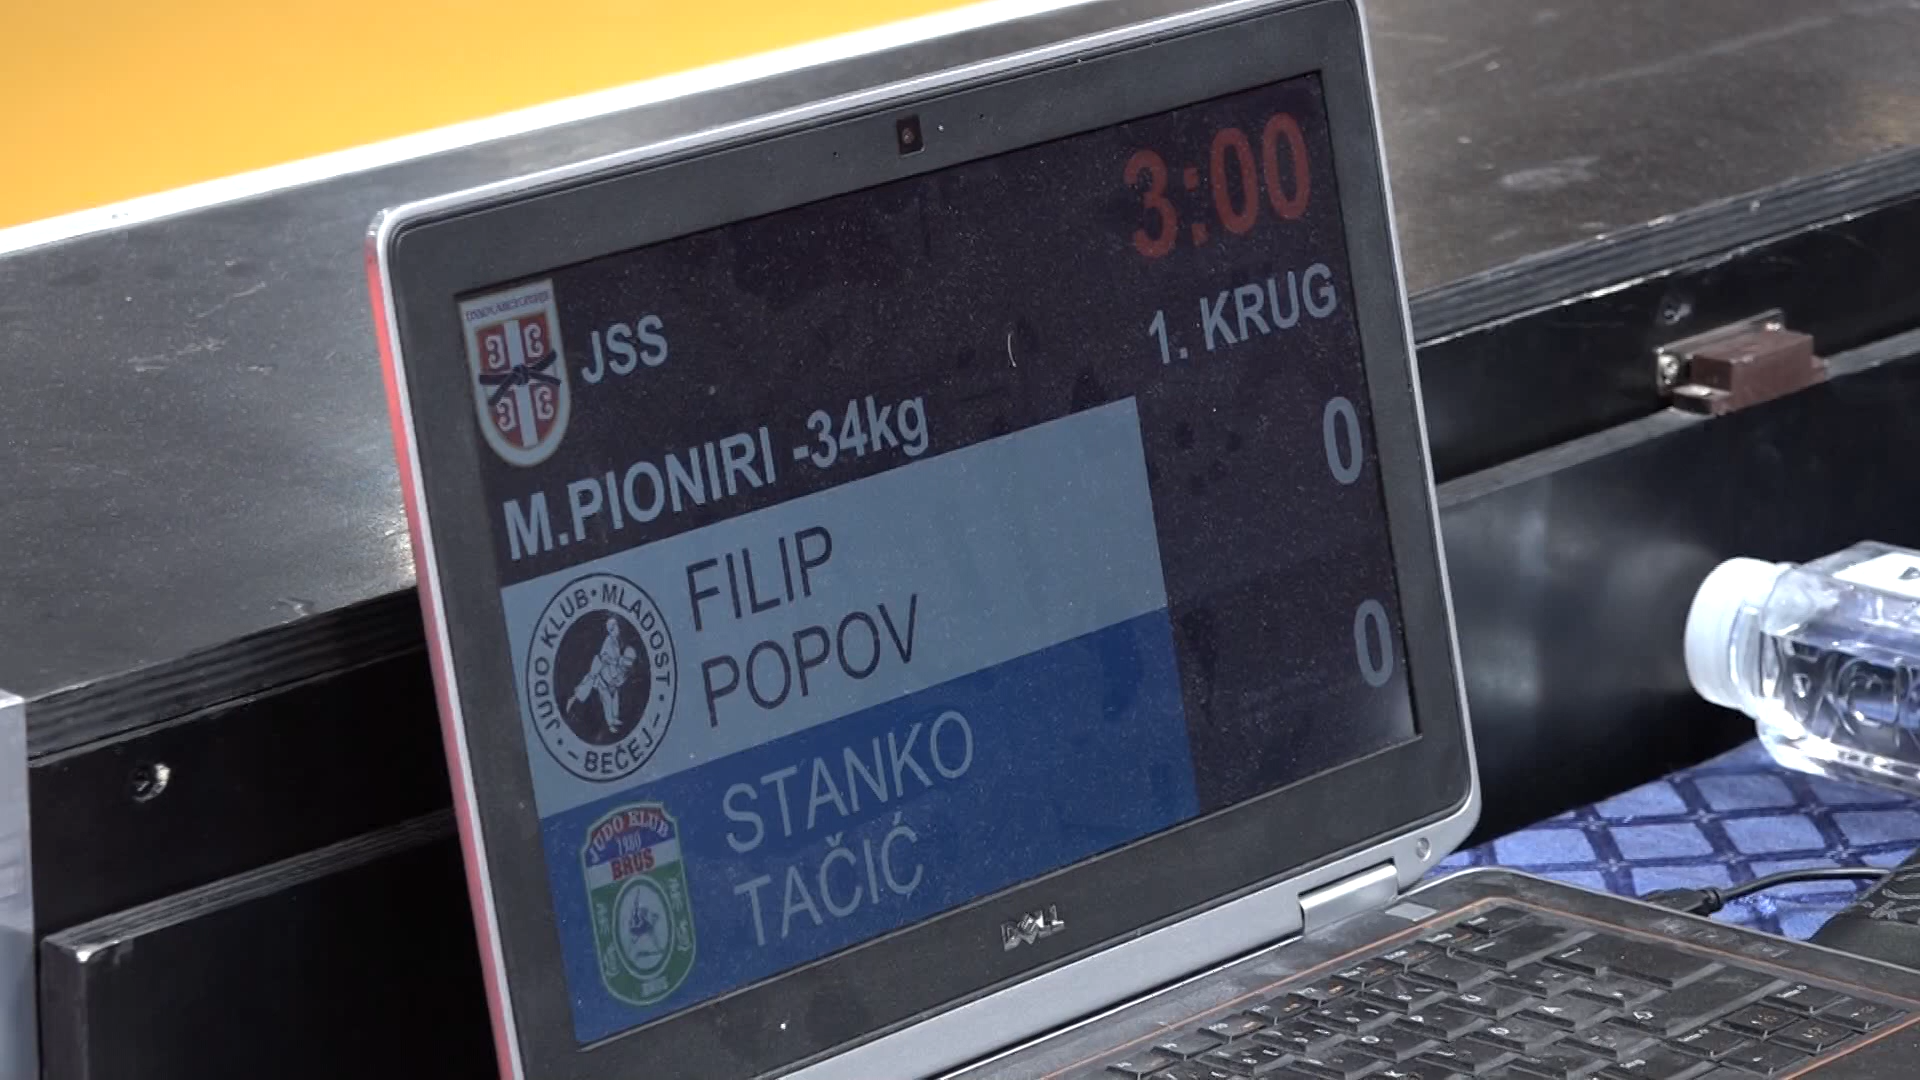 3:00
JSS
1. KRUG
M.PIONIRI -34kg
0
JUDO KLUB • MLADOST •
BEČEJ
FILIP
POPOV
0
JUDO KLUB
1980
BRUS
STANKO
TAČIĆ
DELL